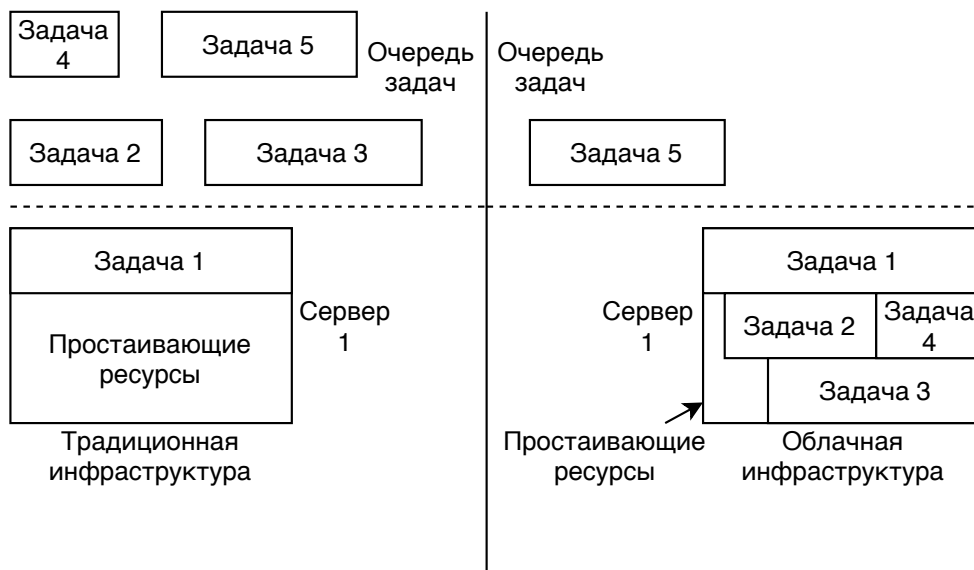 Задача
4
Задача 5
Очередь
задач
Задача 2
Задача 3
Задача 1
Простаивающие
ресурсы
Сервер
1
Традиционная
инфраструктура
Очередь
задач
Задача 5
Сервер
1
Задача 1
Задача 2
Задача
4
Задача 3
Простаивающие
ресурсы
Облачная
инфраструктура